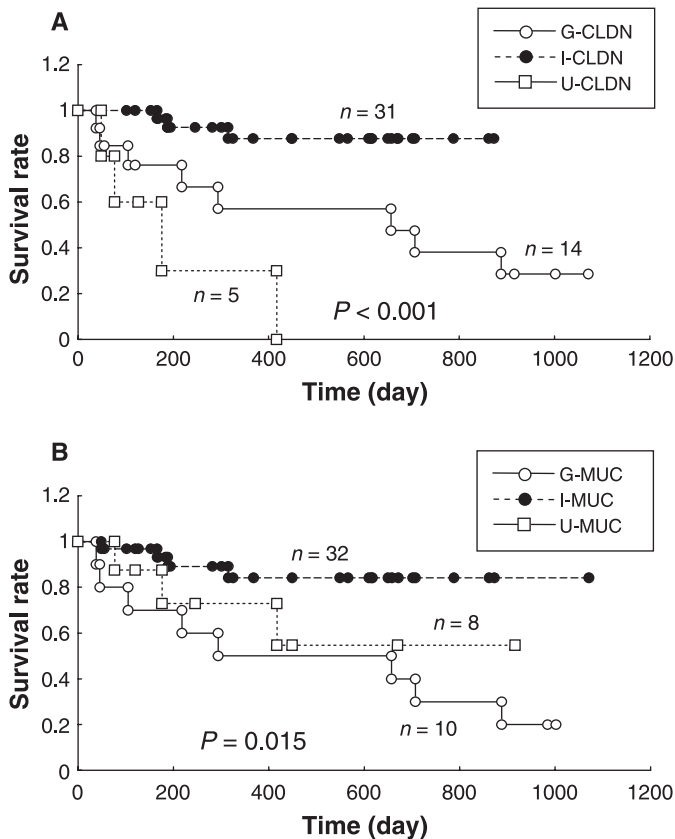 A
G-CLDN
I-CLDN
U-CLDN
1.2
1
0.8
0.6
0.4
0.2
0
Survival rate
n = 31
n = 14
n = 5
P < 0.001
0 200 400 600 800 1000 1200
Time (day)
B
G-MUC
I-MUC
U-MUC
1.2
1
0.8
0.6
0.4
0.2
0
Survival rate
n = 32
n = 8
n = 10
P = 0.015
0 200 400 600 800 1000 1200
Time (day)